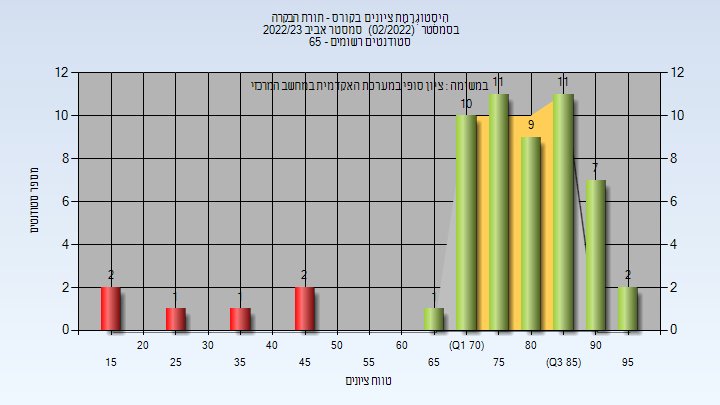 הִיסְטוֹגְרָמַת ציונים בקורס - תורת הבקרה
בסמסטר (02/2022) סמסטר אביב 2022/23
סטודנטים רשומים - 65
במשימה : ציון סופי במערכת האקדמית במחשב המרכזי
מספר סטודנטים
12 10 8 6 4 2 0
12 10 8 6 4 2 0
2 1 1 2 1 10 11 9 11 7 2
20 30 40 50 60 (Q1 70) 80 90
15 25 35 45 55 65 75 (Q3 85) 95
טווח ציונים